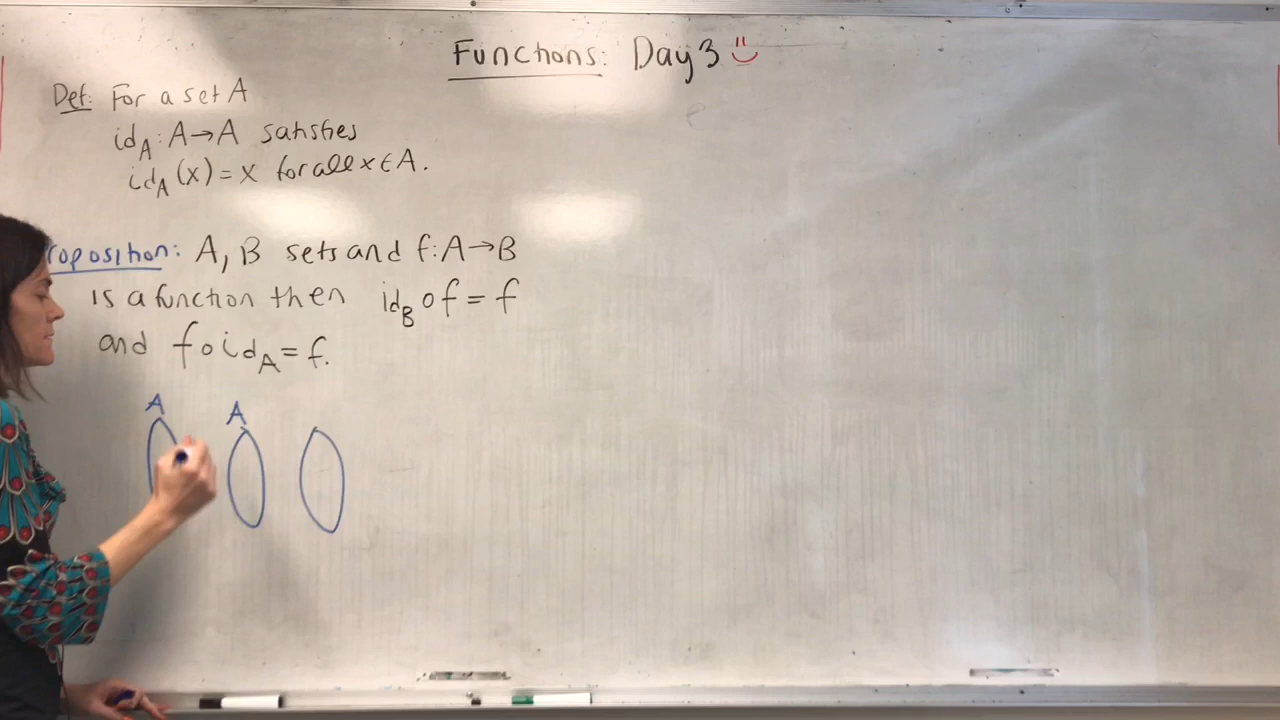 Functions: Day 3
Def: For a set A
id_A : A→A satisfies
id_A (x) = x for all x ∈ A.
roposition: A, B sets and f: A→B
is a function then id_B o f = f
and f o id_A = f.
A A